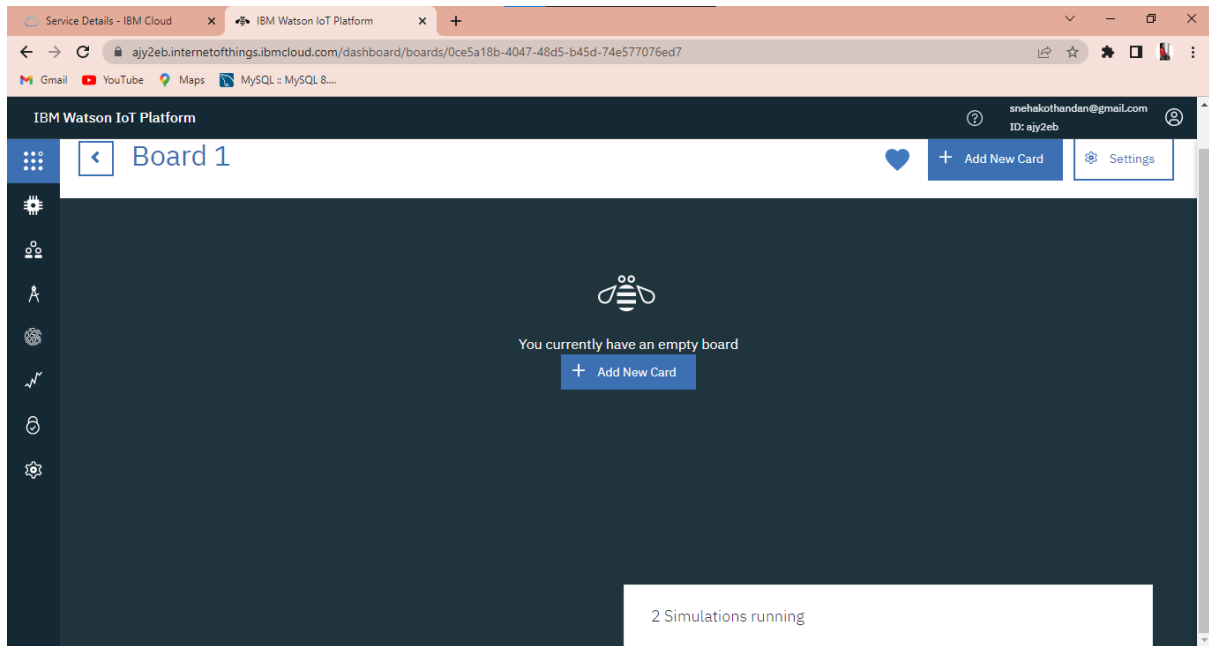 Service Details - IBM Cloud
IBM Watson IoT Platform
ajy2eb.internetofthings.ibmcloud.com/dashboard/boards/0ce5a18b-4047-48d5-b45d-74e577076ed7
Gmail YouTube Maps MySQL :: MySQL 8....
IBM Watson IoT Platform
snehakothandan@gmail.com
ID: ajy2eb
Board 1
+ Add New Card
Settings
You currently have an empty board
+ Add New Card
2 Simulations running